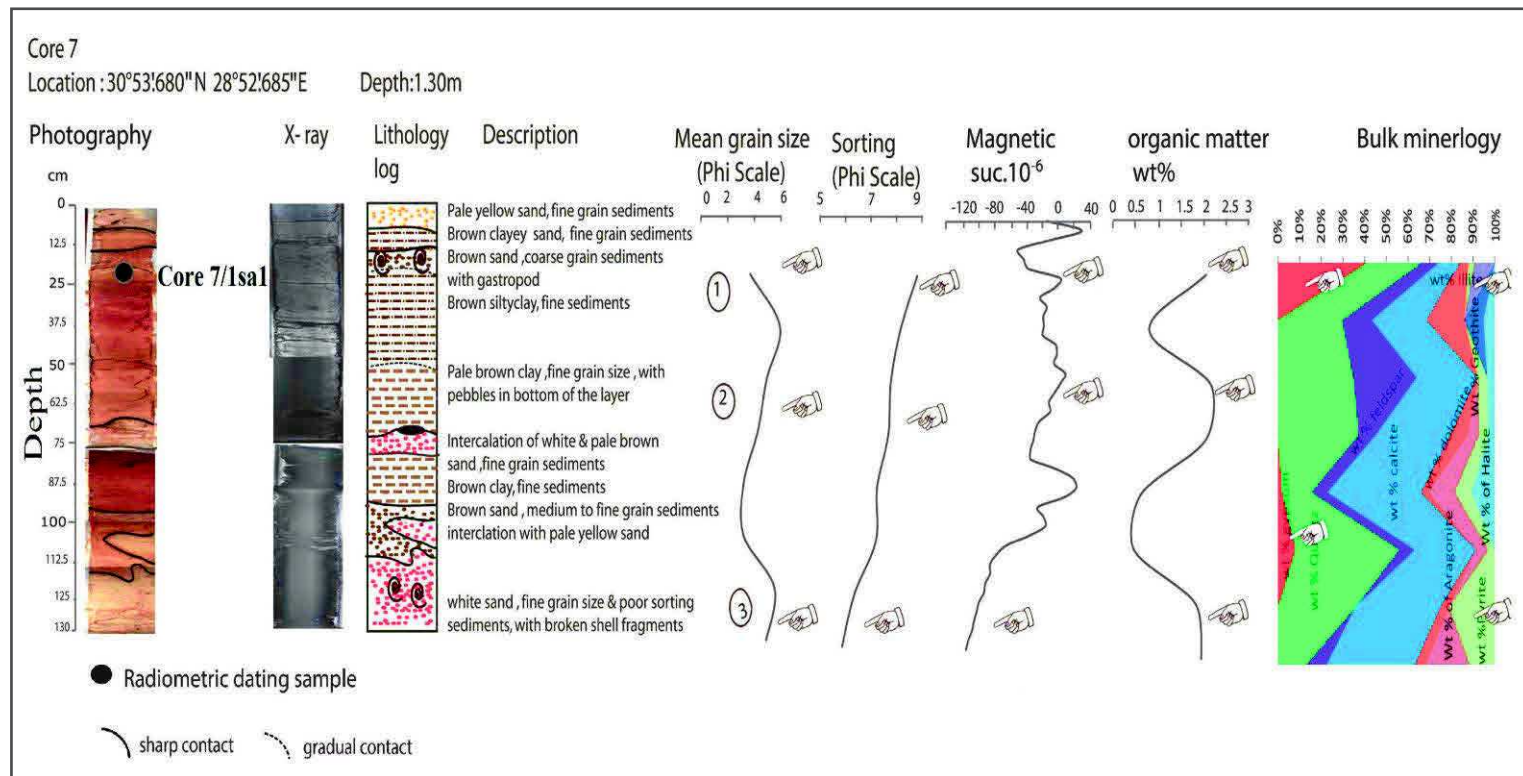 Core 7
Location : 30°53'.680" N 28°52'.685"E Depth:1.30m
Photography
X- ray
Lithology
log
Description
Mean grain size
(Phi Scale)
Sorting
(Phi Scale)
Magnetic
suc.10-6
organic matter
wt%
Bulk minerlogy
cm
0 2 4 6
5 7 9
-120 -80 -40 0 40
0 0.5 1 1.5 2 2.5 3
0% 10% 20% 30% 40% 50% 60% 70% 80% 90% 100%
Depth
0
12.5
25
37.5
50
62.5
75
87.5
100
112.5
125
130
Core 7/1sa1
Pale yellow sand, fine grain sediments
Brown clayey sand, fine grain sediments
Brown sand ,coarse grain sediments
with gastropod
Brown siltyclay, fine sediments
Pale brown clay ,fine grain size , with
pebbles in bottom of the layer
Intercalation of white & pale brown
sand ,fine grain sediments
Brown clay, fine sediments
Brown sand , medium to fine grain sediments
interclation with pale yellow sand
white sand , fine grain size & poor sorting
sediments, with broken shell fragments
1
2
3
wt% illite
Wt% Geothite
wt% feldspar
wt % dolomite
wt % calcite
Wt % of Halite
Wt % of Aragonite
wt % pyrite
wt %
Radiometric dating sample
sharp contact
gradual contact